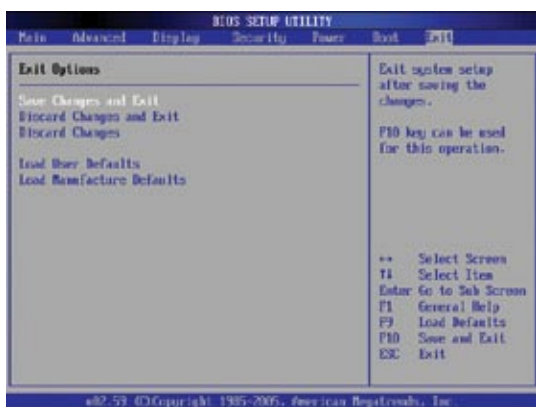 BIOS SETUP UTILITY
Main Advanced Display Security Power Boot Exit
Exit Options
Save Changes and Exit
Discard Changes and Exit
Discard Changes
Load User Defaults
Load Manufacture Defaults
Exit system setup
after saving the
changes.
F10 key can be used
for this operation.
↔ Select Screen
↑↓ Select Item
Enter Go to Sub Screen
F1 General Help
F9 Load Defaults
F10 Save and Exit
ESC Exit
v02.59 (C)Copyright 1985-2005, American Megatrends, Inc.